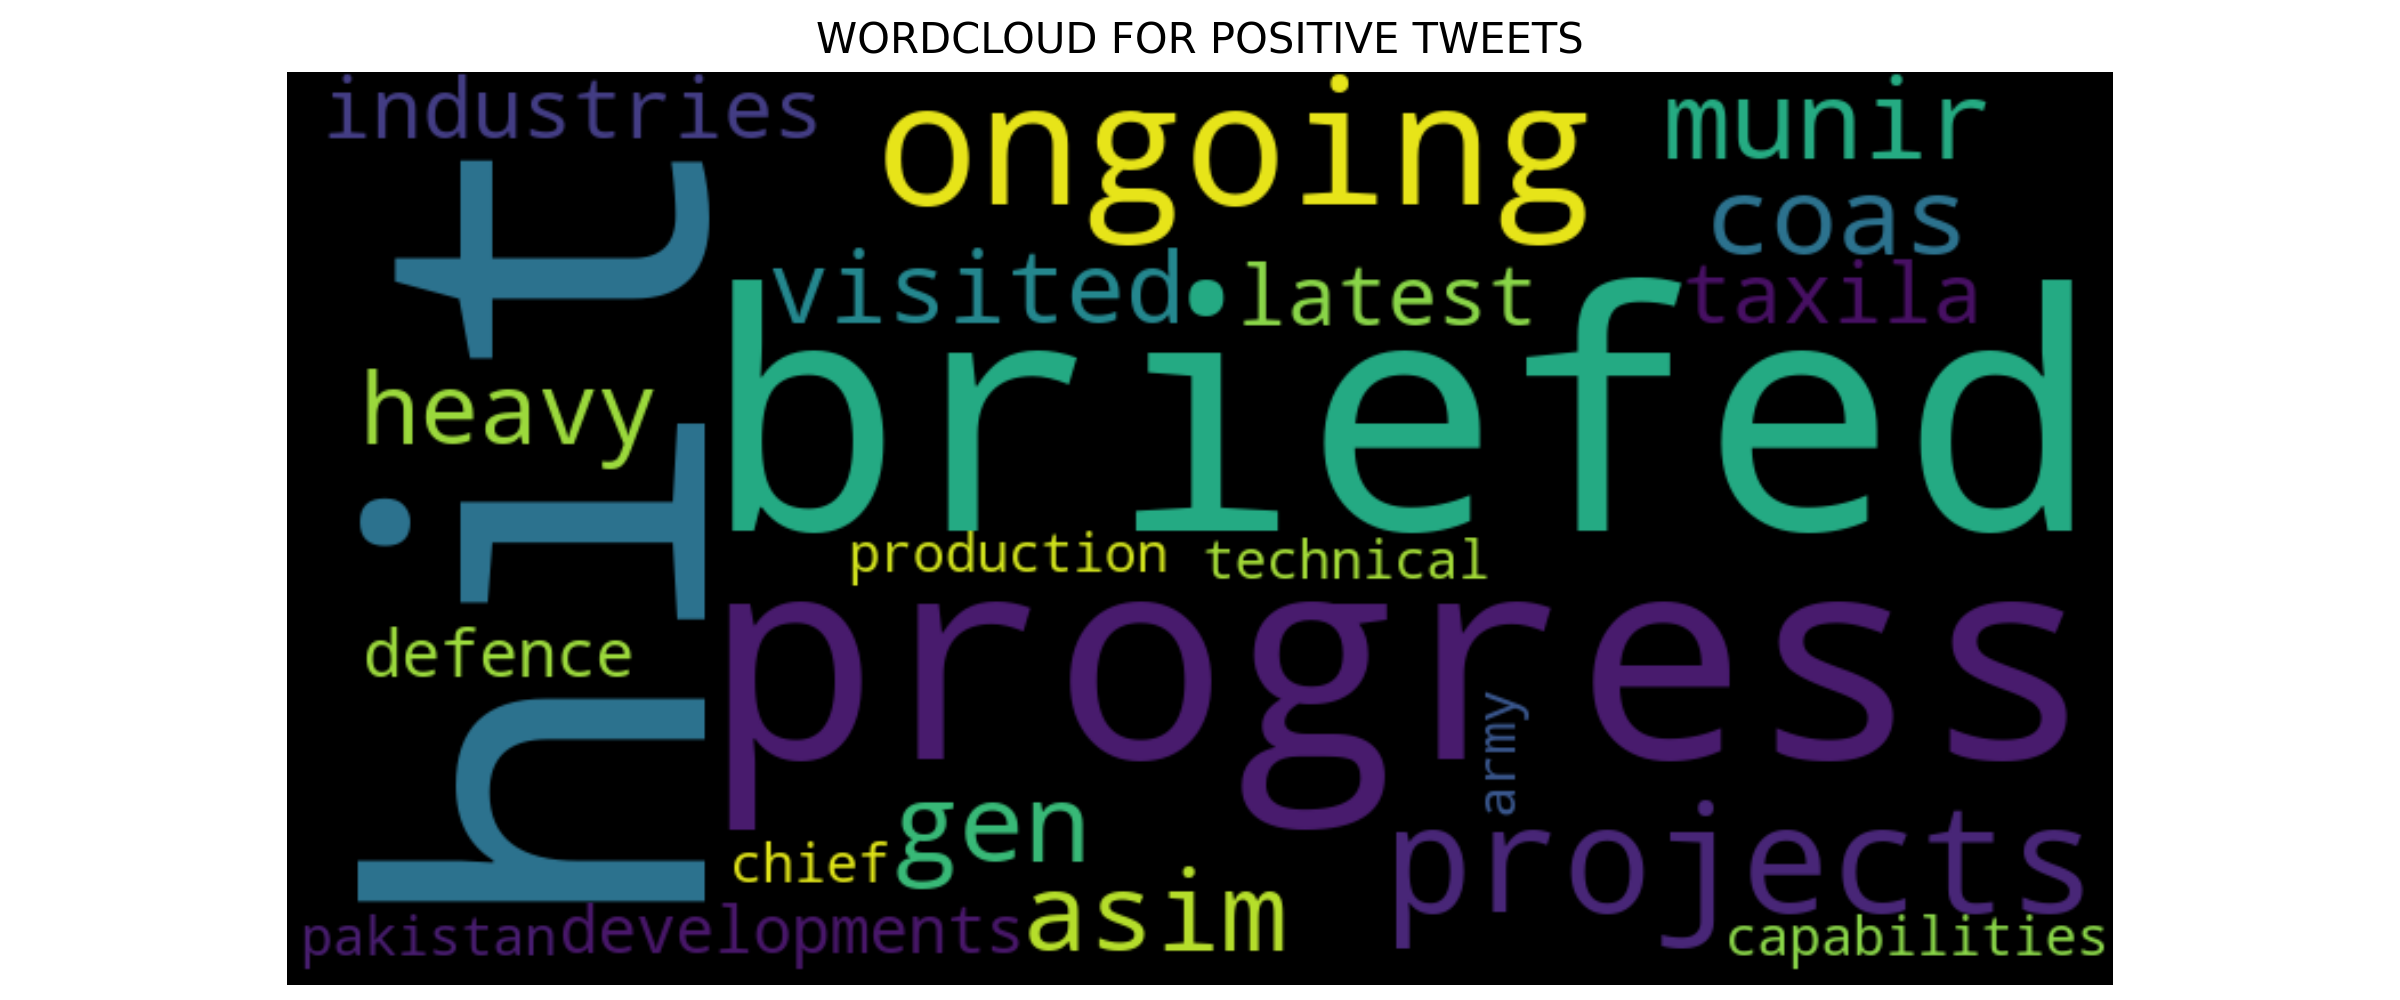 WORDCLOUD FOR POSITIVE TWEETS
industries
ongoing
munir
coas
visited
latest
taxila
hit
briefed
heavy
production
technical
defence
progress
army
gen
chief
projects
asim
pakistan
developments
capabilities